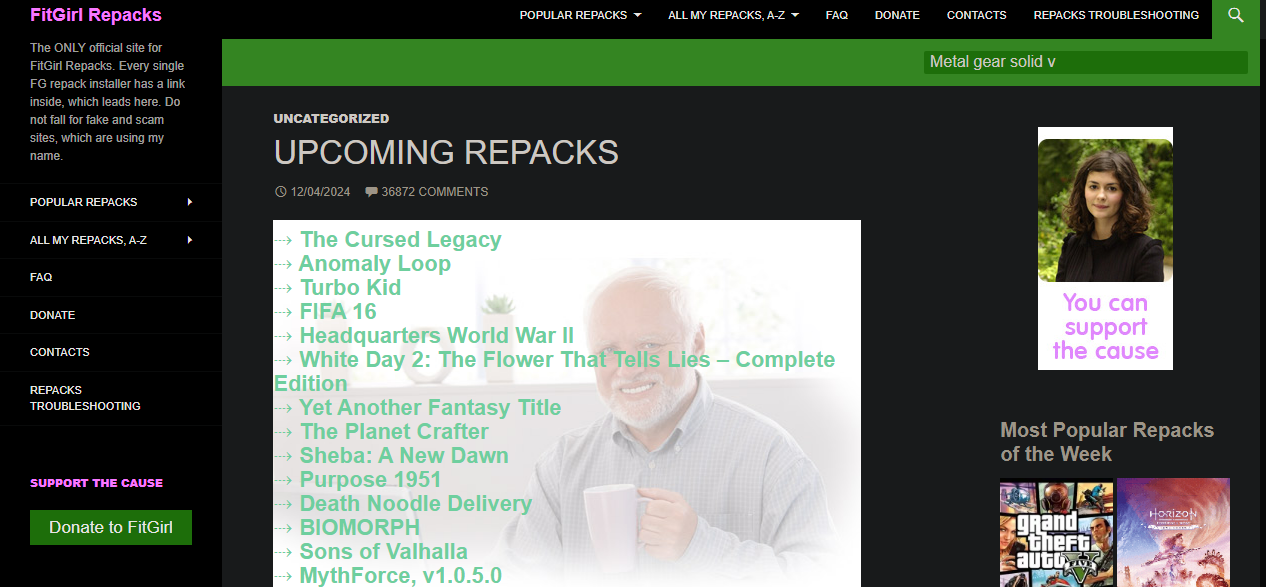 FitGirl Repacks
POPULAR REPACKS
ALL MY REPACKS, A-Z
FAQ
DONATE
CONTACTS
REPACKS TROUBLESHOOTING
The ONLY official site for
FitGirl Repacks. Every single
FG repack installer has a link
inside, which leads here. Do
not fall for fake and scam
sites, which are using my
name.
Metal gear solid v
POPULAR REPACKS
ALL MY REPACKS, A-Z
FAQ
DONATE
CONTACTS
REPACKS
TROUBLESHOOTING
SUPPORT THE CAUSE
Donate to FitGirl
UNCATEGORIZED
UPCOMING REPACKS
12/04/2024 36872 COMMENTS
⇢ The Cursed Legacy
⇢ Anomaly Loop
⇢ Turbo Kid
⇢ FIFA 16
⇢ Headquarters World War II
⇢ White Day 2: The Flower That Tells Lies – Complete
Edition
⇢ Yet Another Fantasy Title
⇢ The Planet Crafter
⇢ Sheba: A New Dawn
⇢ Purpose 1951
⇢ Death Noodle Delivery
⇢ BIOMORPH
⇢ Sons of Valhalla
⇢ MythForce, v1.0.5.0
You can
support
the cause
Most Popular Repacks
of the Week
grand
theft
auto
V
FIVE
HORIZON